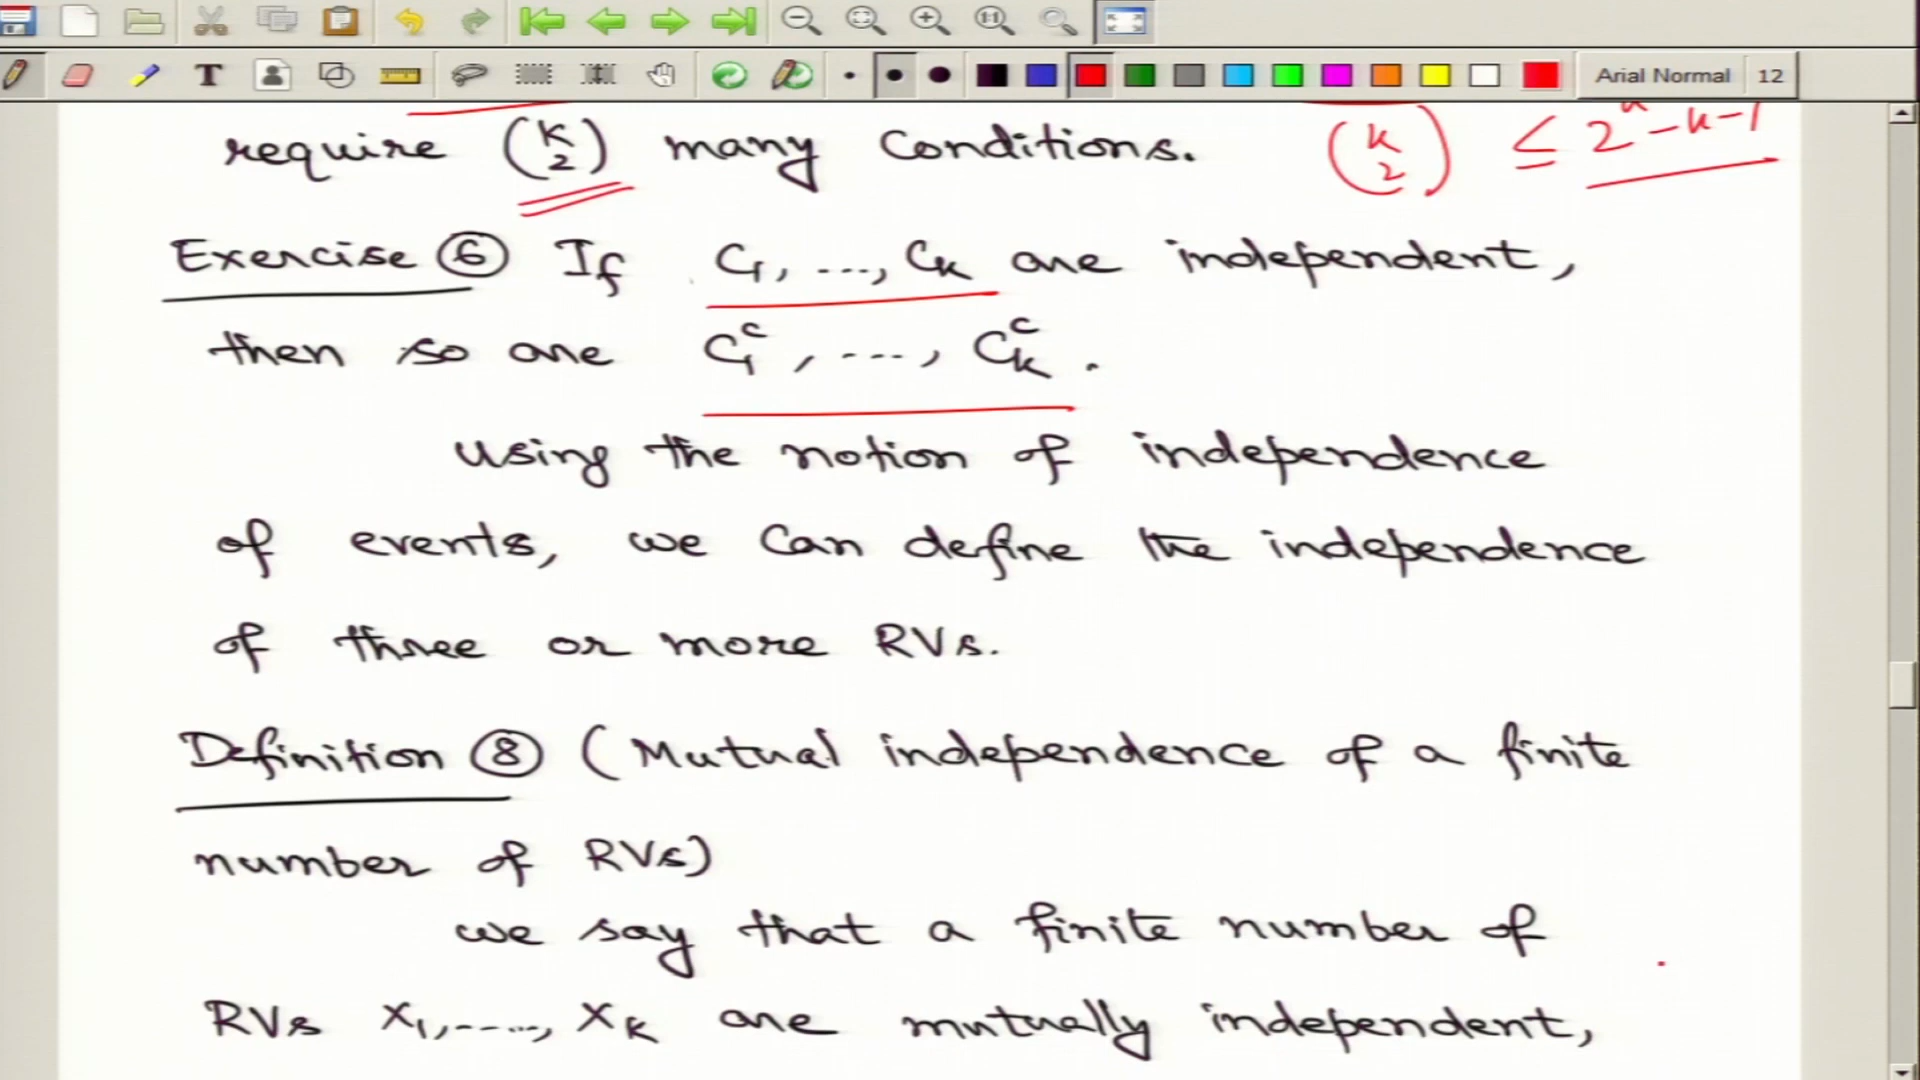 Arial Normal 12
require (K 2) many Conditions. (k 2) ≤ 2^k-k-1
Exercise ⑥ If C1, ..., Ck are independent,
then so are C1^c, ..., Ck^c.
Using the notion of independence
of events, we can define the independence
of three or more RVs.
Definition ⑧ (Mutual independence of a finite
number of RVs)
we say that a finite number of
RVs X1,....., XK are mutually independent,